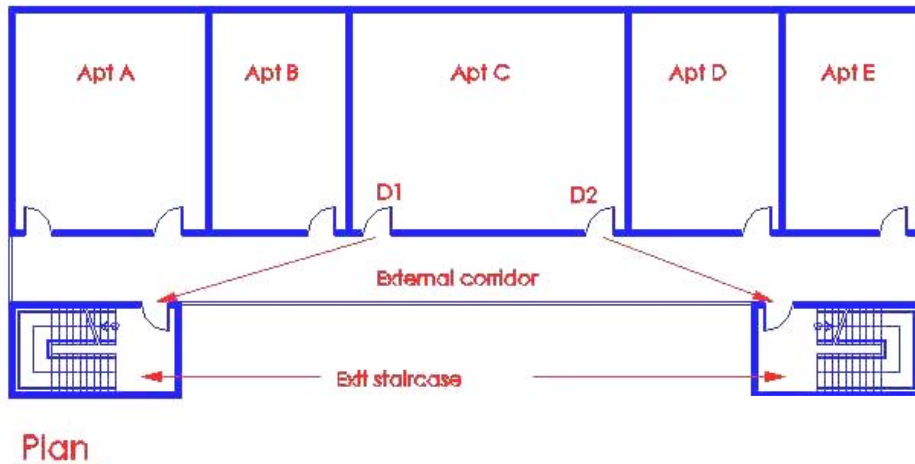 Apt A
Apt B
Apt C
Apt D
Apt E
D1
D2
External corridor
Exit staircase
Plan